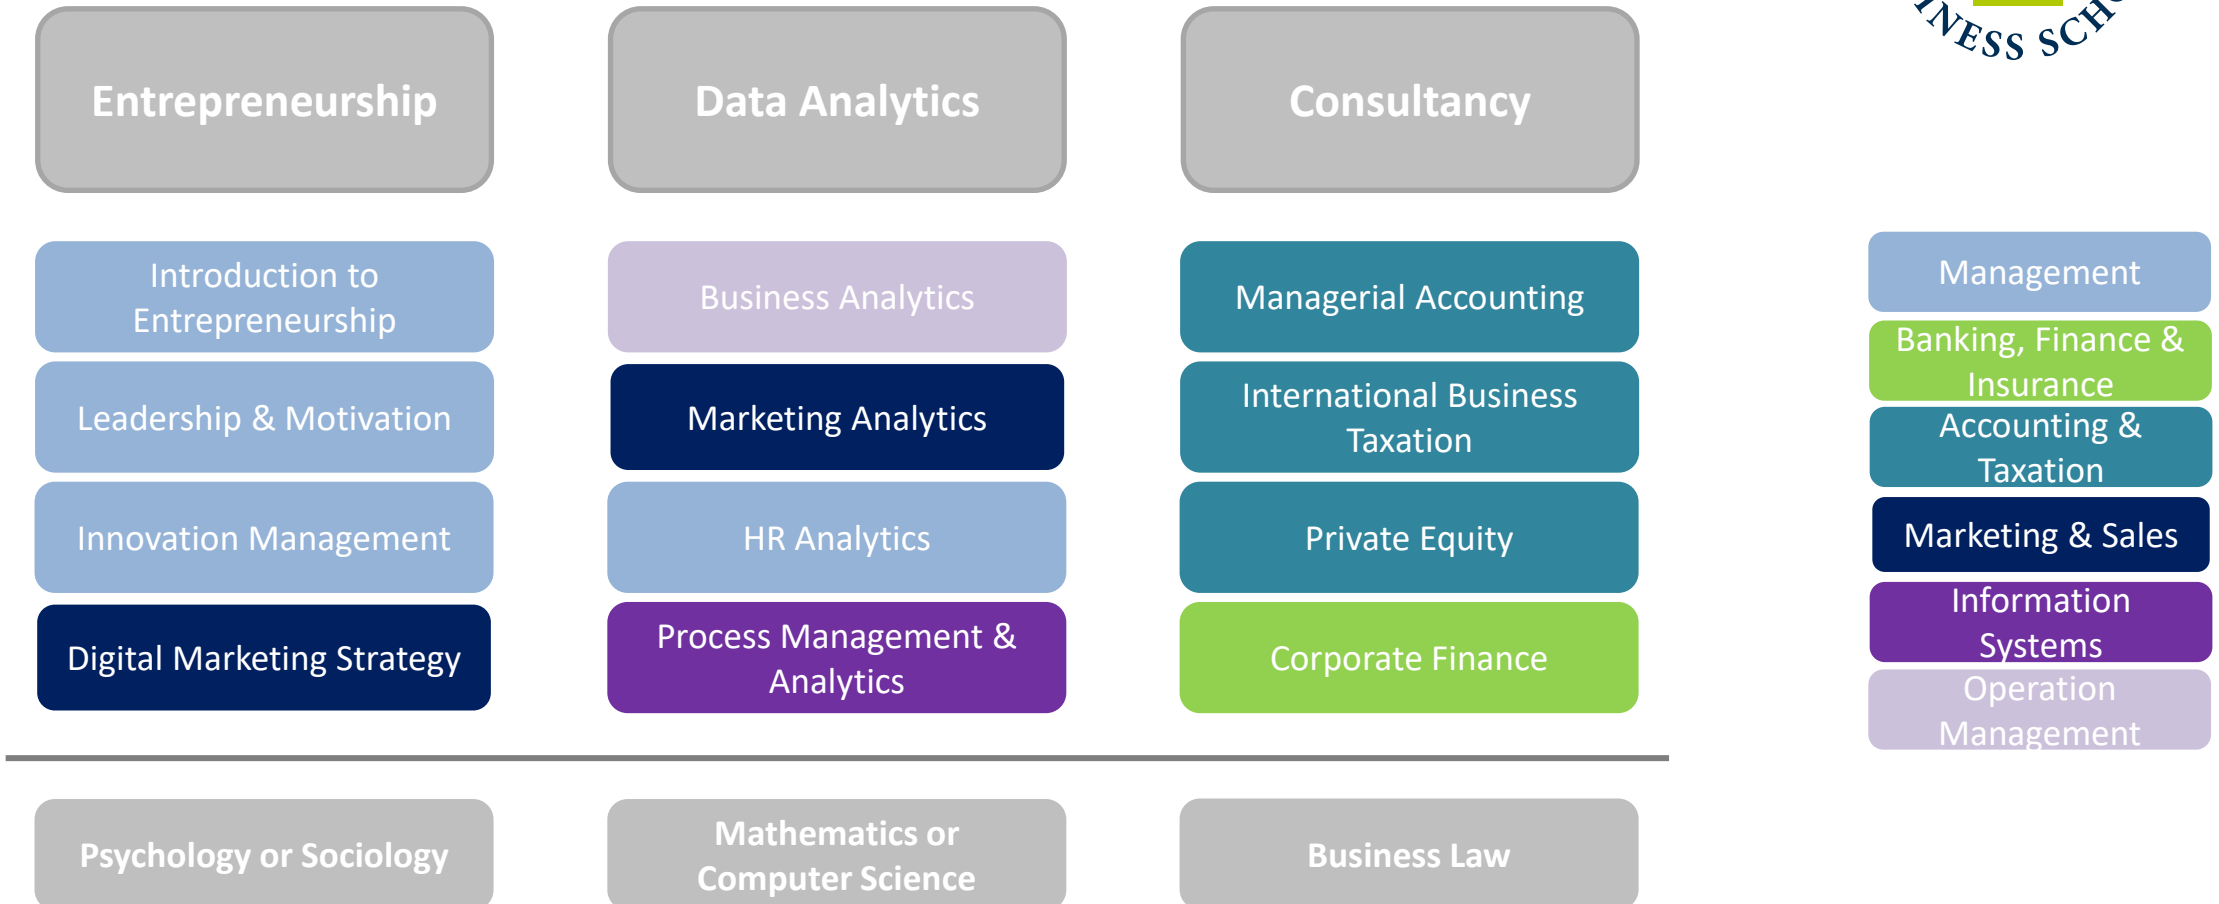 Entrepreneurship
Data Analytics
Consultancy
Introduction to
Entrepreneurship
Leadership & Motivation
Innovation Management
Digital Marketing Strategy
Business Analytics
Marketing Analytics
HR Analytics
Process Management &
Analytics
Managerial Accounting
International Business
Taxation
Private Equity
Corporate Finance
Psychology or Sociology
Mathematics or
Computer Science
Business Law
Management
Banking, Finance &
Insurance
Accounting &
Taxation
Marketing & Sales
Information
Systems
Operation
Management